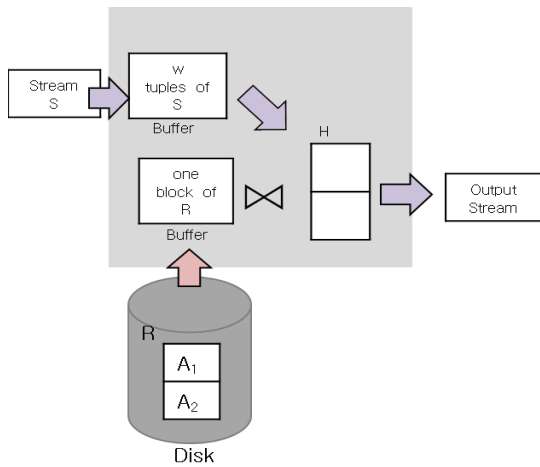 Stream
S
w
tuples of
S
Buffer
H
one
block of
R
Buffer
Output
Stream
R
A₁
A₂
Disk